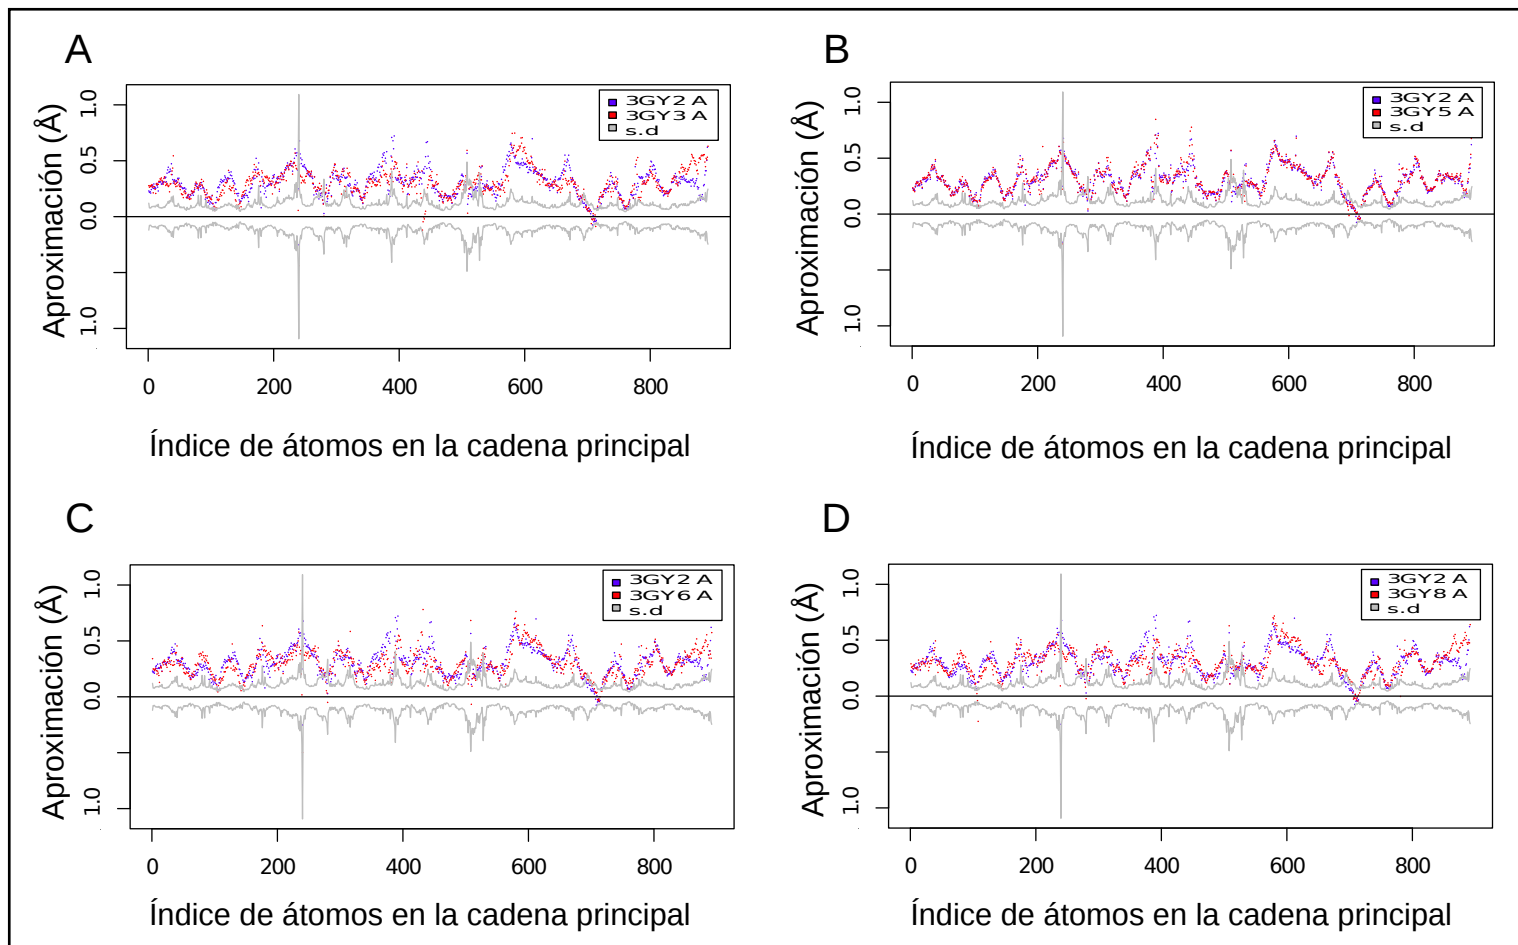 A
Aproximación (Å)
1.0
0.5
0.0
1.0
3GY2 A
3GY3 A
s.d
0 200 400 600 800
Índice de átomos en la cadena principal
B
Aproximación (Å)
1.0
0.5
0.0
1.0
3GY2 A
3GY5 A
s.d
0 200 400 600 800
Índice de átomos en la cadena principal
C
Aproximación (Å)
1.0
0.5
0.0
1.0
3GY2 A
3GY6 A
s.d
0 200 400 600 800
Índice de átomos en la cadena principal
D
Aproximación (Å)
1.0
0.5
0.0
1.0
3GY2 A
3GY8 A
s.d
0 200 400 600 800
Índice de átomos en la cadena principal